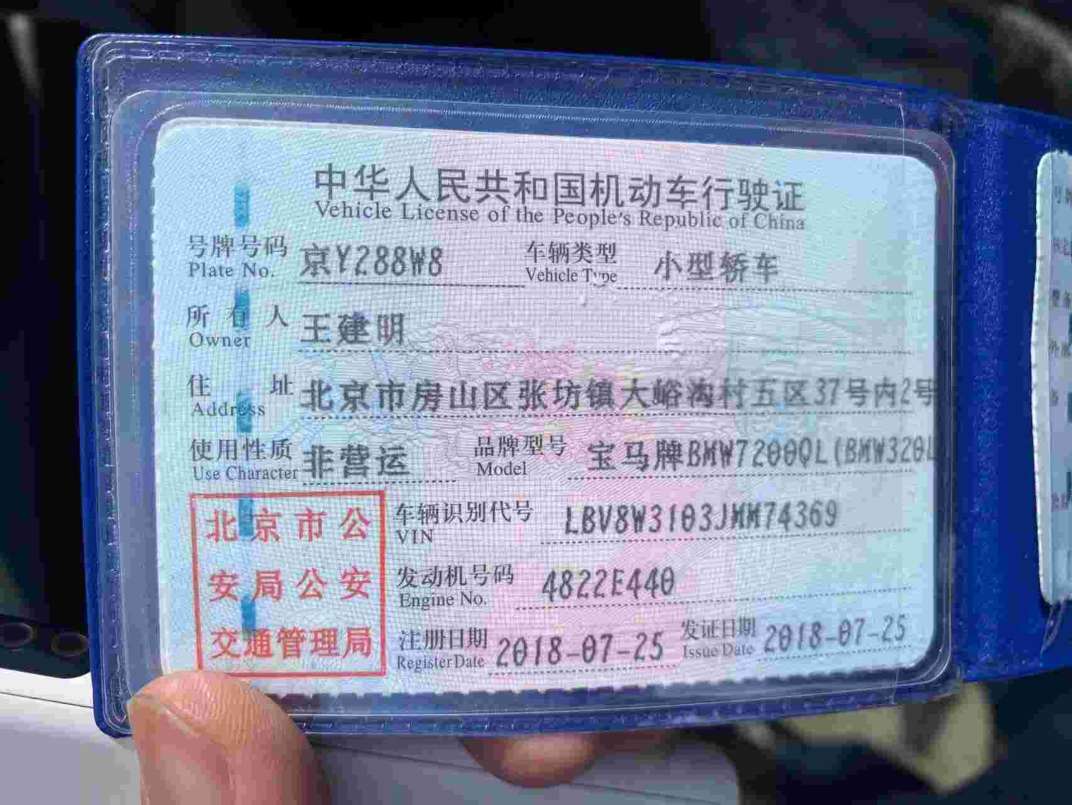 中华人民共和国机动车行驶证
Vehicle License of the People's Republic of China
号牌号码 京Y288W8 车辆类型 小型轿车
Plate No. Vehicle Type
所有人 王建明
Owner
住址 北京市房山区张坊镇大峪沟村五区37号内2号
Address
使用性质 非营运 品牌型号 宝马牌BMW7200QL(BMW320L
Use Character Model
北京市公
安局公安
交通管理局
车辆识别代号 LBV8W3103JMM74369
VIN
发动机号码 4822E440
Engine No.
注册日期 2018-07-25 发证日期 2018-07-25
Register Date Issue Date